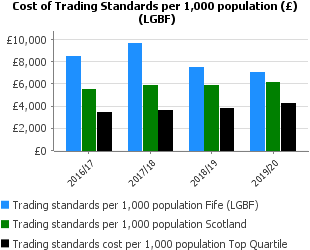 Cost of Trading Standards per 1,000 population (£)
(LGBF)
£10,000
£8,000
£6,000
£4,000
£2,000
£0
2016/17
2017/18
2018/19
2019/20
Trading standards per 1,000 population Fife (LGBF)
Trading standards per 1,000 population Scotland
Trading standards cost per 1,000 population Top Quartile